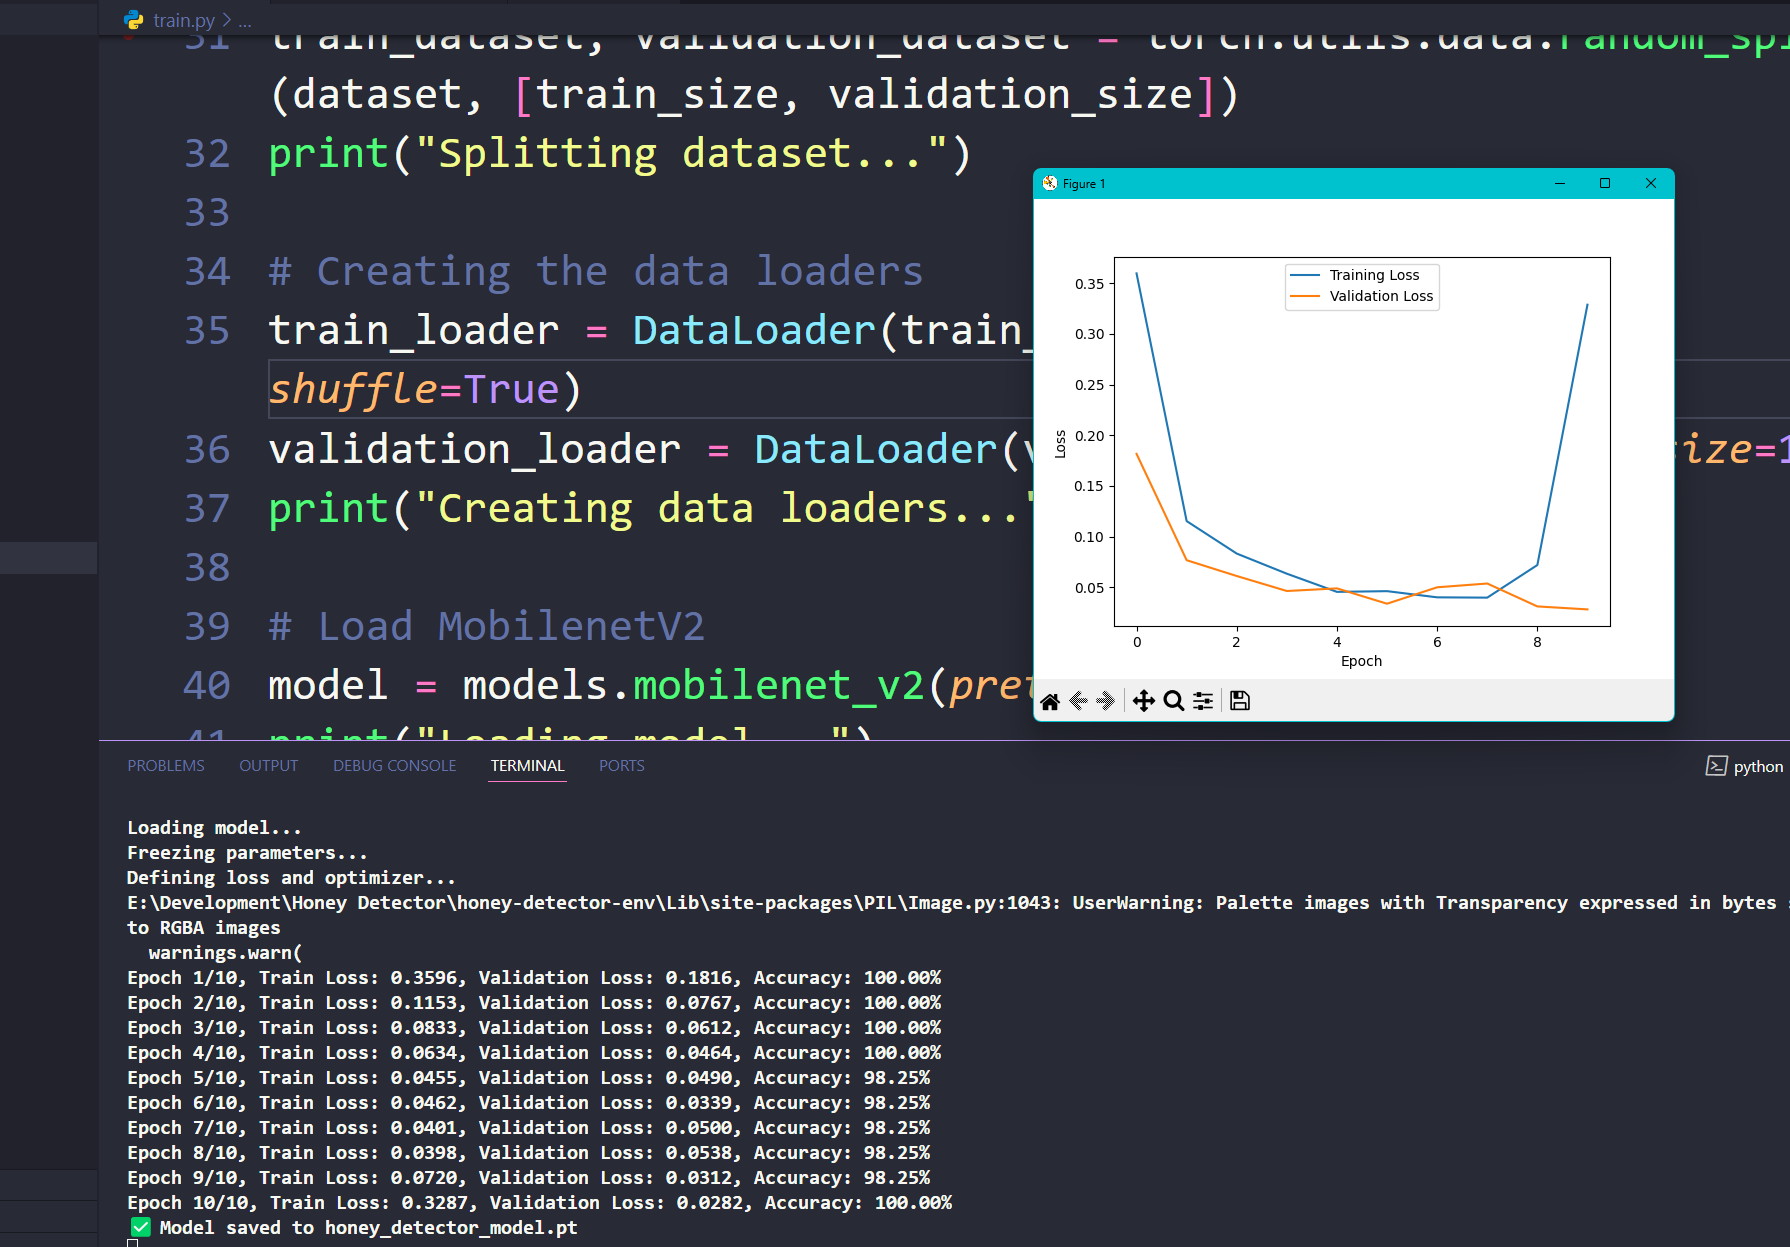 train.py > ...
31 train_dataset, validation_dataset = torch.utils.data.
(dataset, [train_size, validation_size])
32 print("Splitting dataset...")
33
34 # Creating the data loaders
35 train_loader = DataLoader(train_
shuffle=True)
36 validation_loader = DataLoader(v ize=1
37 print("Creating data loaders..."
38
39 # Load MobilenetV2
40 model = models.mobilenet_v2(pret
41 print("Loading model...")
Figure 1
Training Loss
Validation Loss
0.35
0.30
0.25
0.20
0.15
0.10
0.05
Loss
0 2 4 6 8
Epoch
PROBLEMS OUTPUT DEBUG CONSOLE TERMINAL PORTS
python
Loading model...
Freezing parameters...
Defining loss and optimizer...
E:\Development\Honey Detector\honey-detector-env\Lib\site-packages\PIL\Image.py:1043: UserWarning: Palette images with Transparency expressed in bytes
to RGBA images
warnings.warn(
Epoch 1/10, Train Loss: 0.3596, Validation Loss: 0.1816, Accuracy: 100.00%
Epoch 2/10, Train Loss: 0.1153, Validation Loss: 0.0767, Accuracy: 100.00%
Epoch 3/10, Train Loss: 0.0833, Validation Loss: 0.0612, Accuracy: 100.00%
Epoch 4/10, Train Loss: 0.0634, Validation Loss: 0.0464, Accuracy: 100.00%
Epoch 5/10, Train Loss: 0.0455, Validation Loss: 0.0490, Accuracy: 98.25%
Epoch 6/10, Train Loss: 0.0462, Validation Loss: 0.0339, Accuracy: 98.25%
Epoch 7/10, Train Loss: 0.0401, Validation Loss: 0.0500, Accuracy: 98.25%
Epoch 8/10, Train Loss: 0.0398, Validation Loss: 0.0538, Accuracy: 98.25%
Epoch 9/10, Train Loss: 0.0720, Validation Loss: 0.0312, Accuracy: 98.25%
Epoch 10/10, Train Loss: 0.3287, Validation Loss: 0.0282, Accuracy: 100.00%
✅ Model saved to honey_detector_model.pt